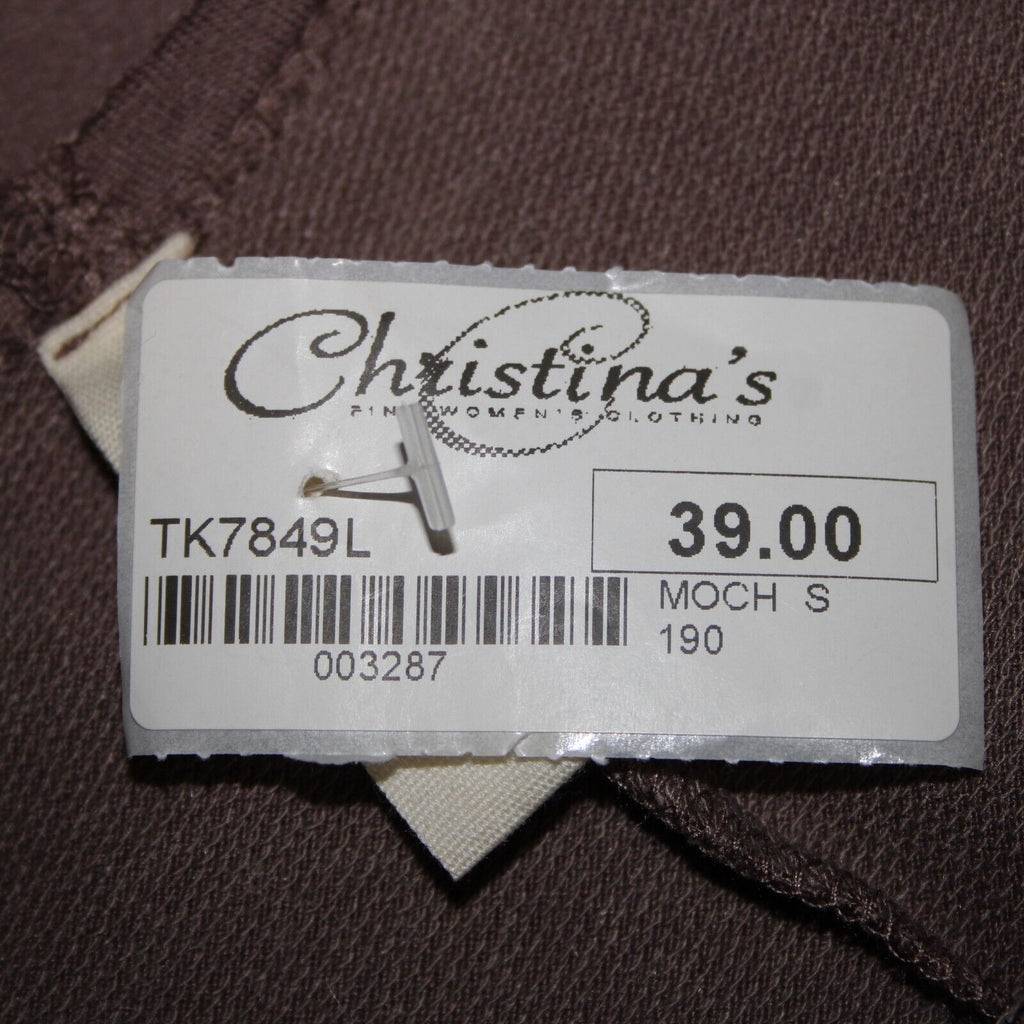 Christina's
FINE WOMEN'S CLOTHING
39.00
TK7849L
MOCH S
190
003287